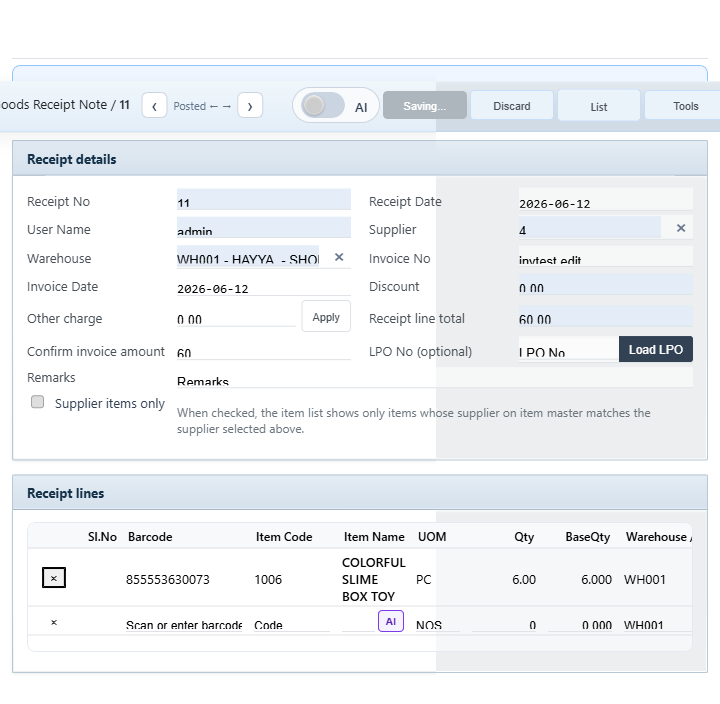 oods Receipt Note / 11 ‹ Posted ← → › AI Saving... Discard List Tools
Receipt details
Receipt No 11 Receipt Date 2026-06-12
User Name admin Supplier 4 ✕
Warehouse WH001 - HAYYA - SHO ✕ Invoice No invtest edit
Invoice Date 2026-06-12 Discount 0.00
Other charge 0.00 Apply Receipt line total 60.00
Confirm invoice amount 60 LPO No (optional) LPO No Load LPO
Remarks Remarks
Supplier items only
When checked, the item list shows only items whose supplier on item master matches the
supplier selected above.
Receipt lines
Sl.No Barcode Item Code Item Name UOM Qty BaseQty Warehouse /
× 855553630073 1006 COLORFUL SLIME BOX TOY PC 6.00 6.000 WH001
× Scan or enter barcode Code AI NOS 0 0.000 WH001